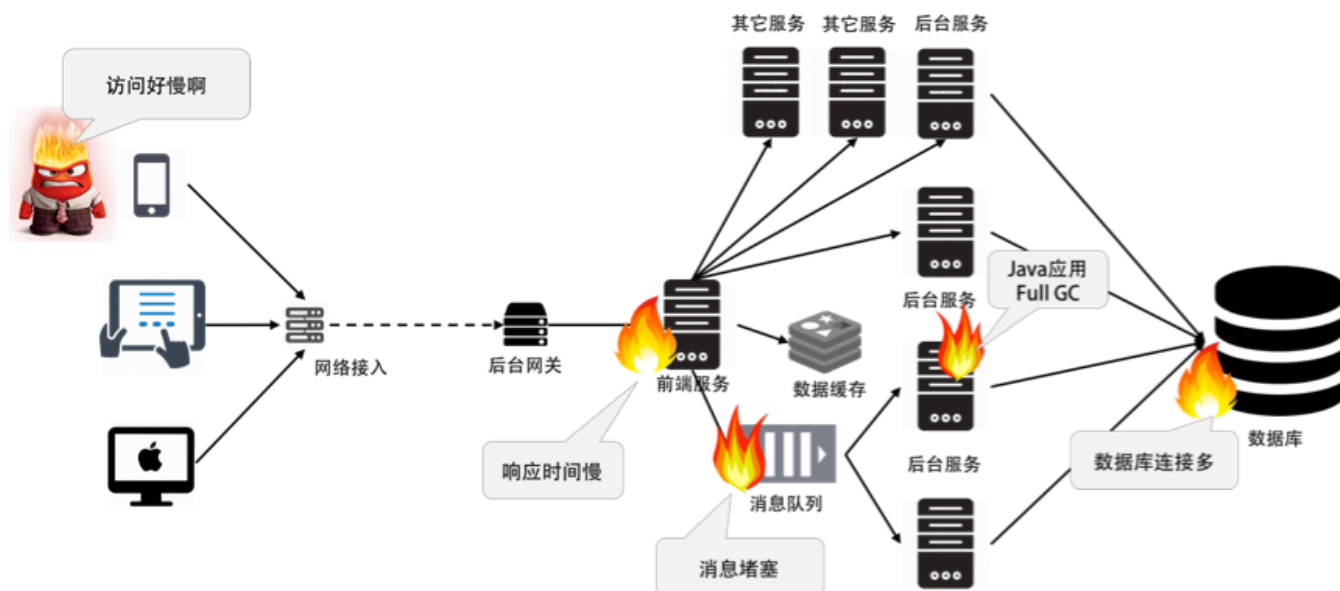 其它服务
其它服务
后台服务
访问好慢啊
Java应用
Full GC
后台服务
网络接入
后台网关
前端服务
数据缓存
数据库
响应时间慢
消息队列
后台服务
数据库连接多
消息堵塞